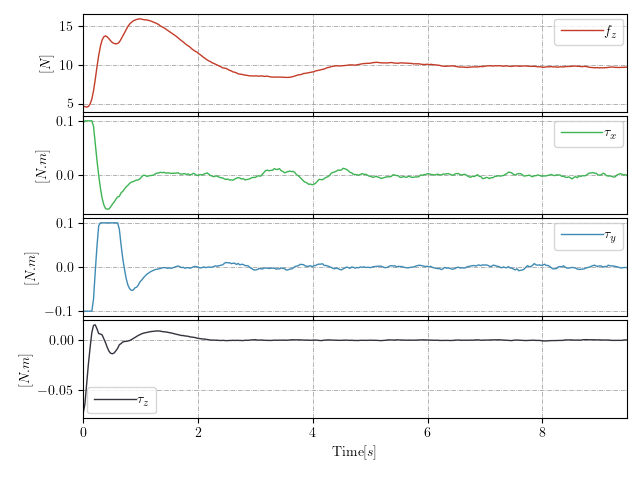 15
10
5
[N]
f_z
0.1
0.0
[N.m]
τ_x
0.1
0.0
−0.1
[N.m]
τ_y
0.00
−0.05
[N.m]
τ_z
0 2 4 6 8
Time[s]